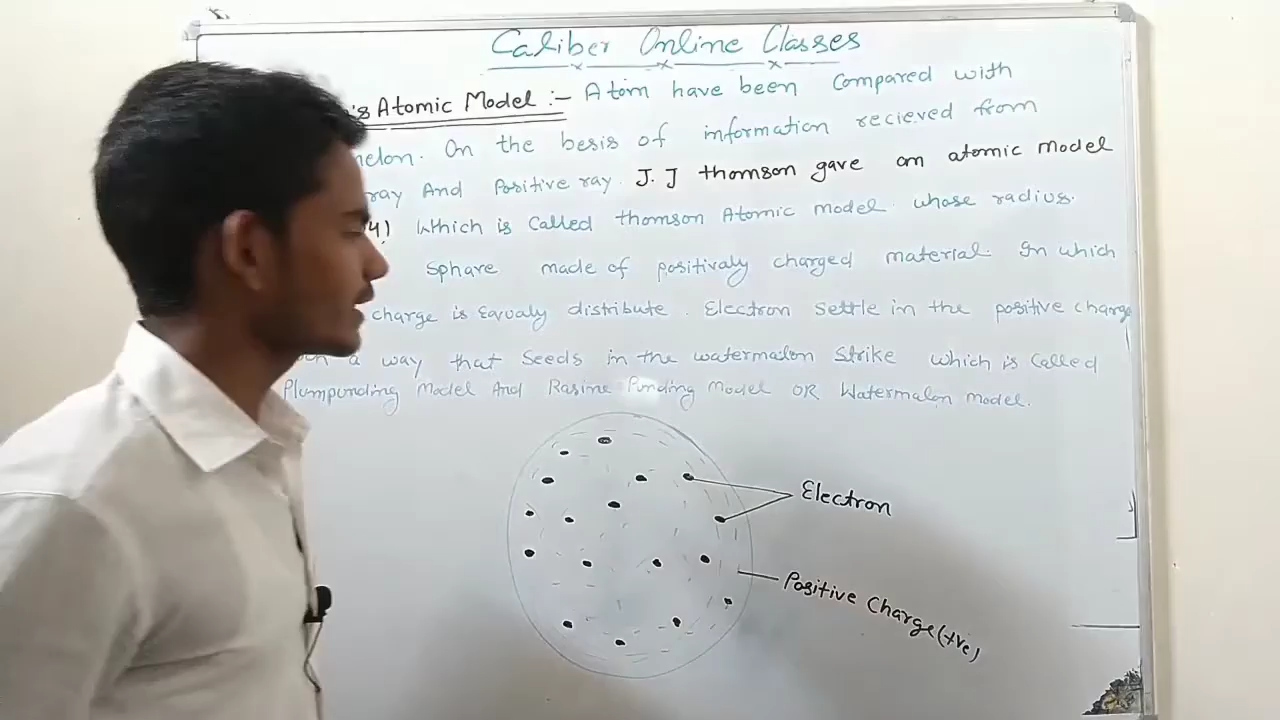 Caliber Online Classes
's Atomic Model :- Atom have been Compared with
melon. On the besis of information recieved from
ray And Positive ray. J. J thomson gave an atomic model
4) Which is Called thomson Atomic model. whose radius.
Sphare made of positivaly charged material. In which
charge is Equaly distribute. Electron settle in the positive charge
a way that Seeds in the watermalon Strike which is Called
Plumpunding Model And Rasine Punding Model OR Watermalon Model.
Electron
Positive Charge (+ve)